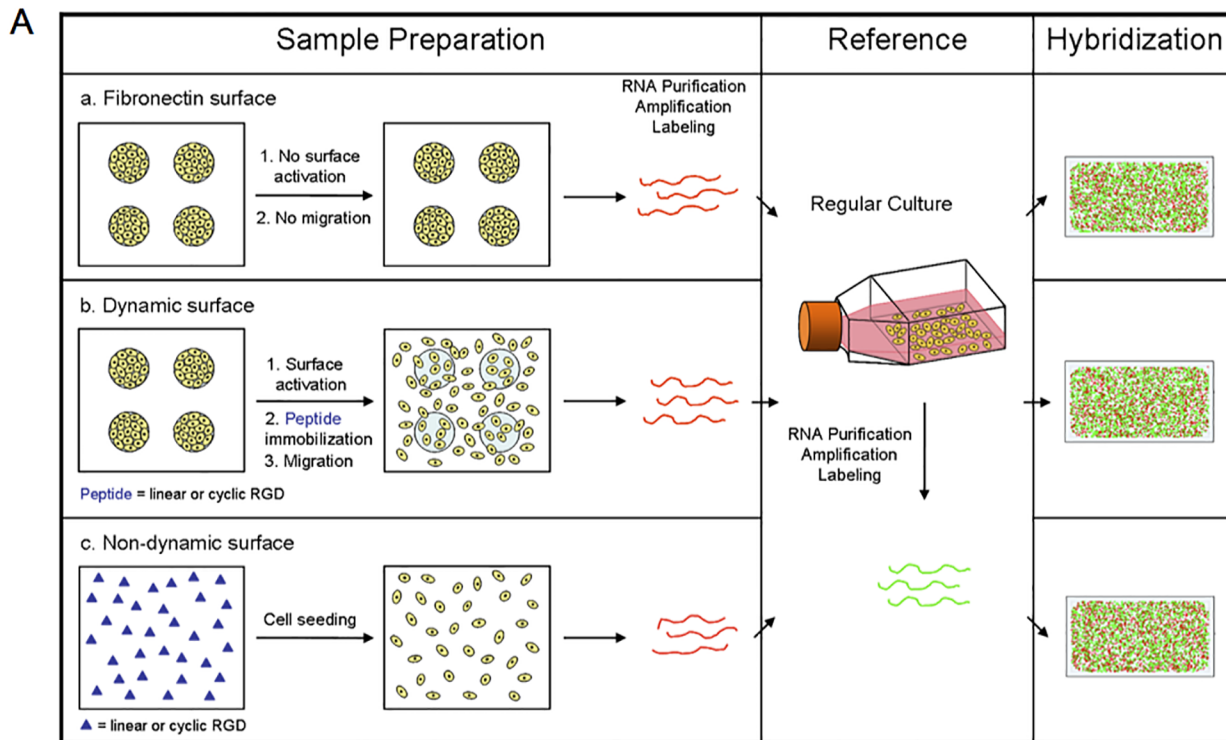 A
Sample Preparation
Reference
Hybridization
a. Fibronectin surface
1. No surface
activation
2. No migration
RNA Purification
Amplification
Labeling
Regular Culture
b. Dynamic surface
1. Surface
activation
2. Peptide
immobilization
3. Migration
Peptide = linear or cyclic RGD
RNA Purification
Amplification
Labeling
c. Non-dynamic surface
Cell seeding
= linear or cyclic RGD